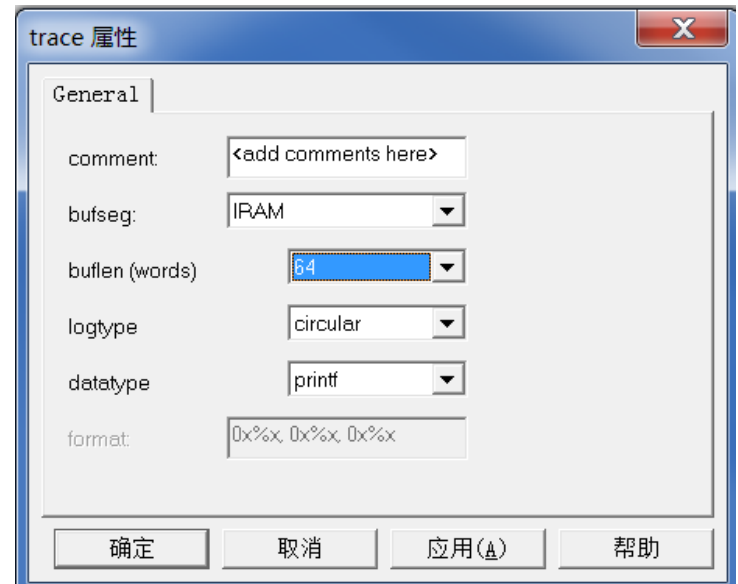 trace 属性
General
comment: <add comments here>
bufseg: IRAM
buflen (words) 64
logtype circular
datatype printf
format: 0x%x, 0x%x, 0x%x
确定 取消 应用(A) 帮助